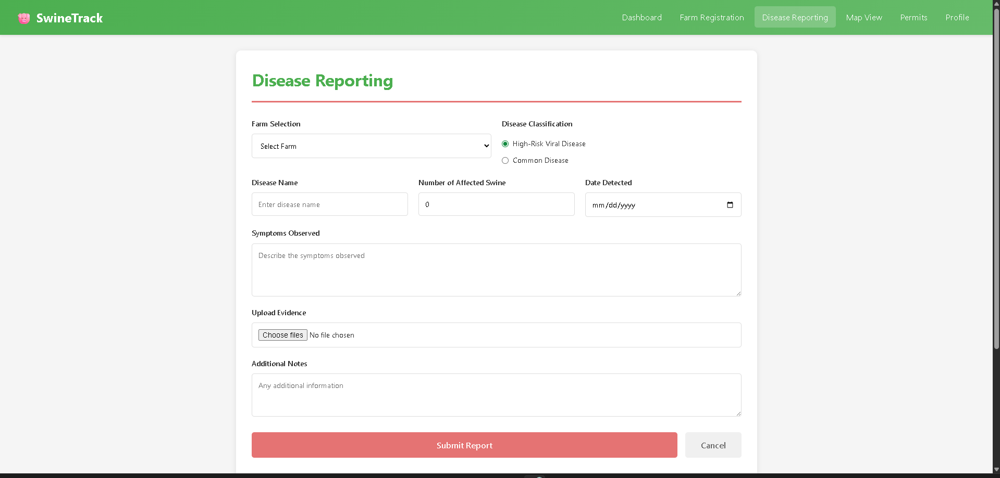 SwineTrack
Dashboard Farm Registration Disease Reporting Map View Permits Profile
Disease Reporting
Farm Selection
Select Farm
Disease Classification
High-Risk Viral Disease
Common Disease
Disease Name
Enter disease name
Number of Affected Swine
0
Date Detected
mm/dd/yyyy
Symptoms Observed
Describe the symptoms observed
Upload Evidence
Choose files No file chosen
Additional Notes
Any additional information
Submit Report
Cancel